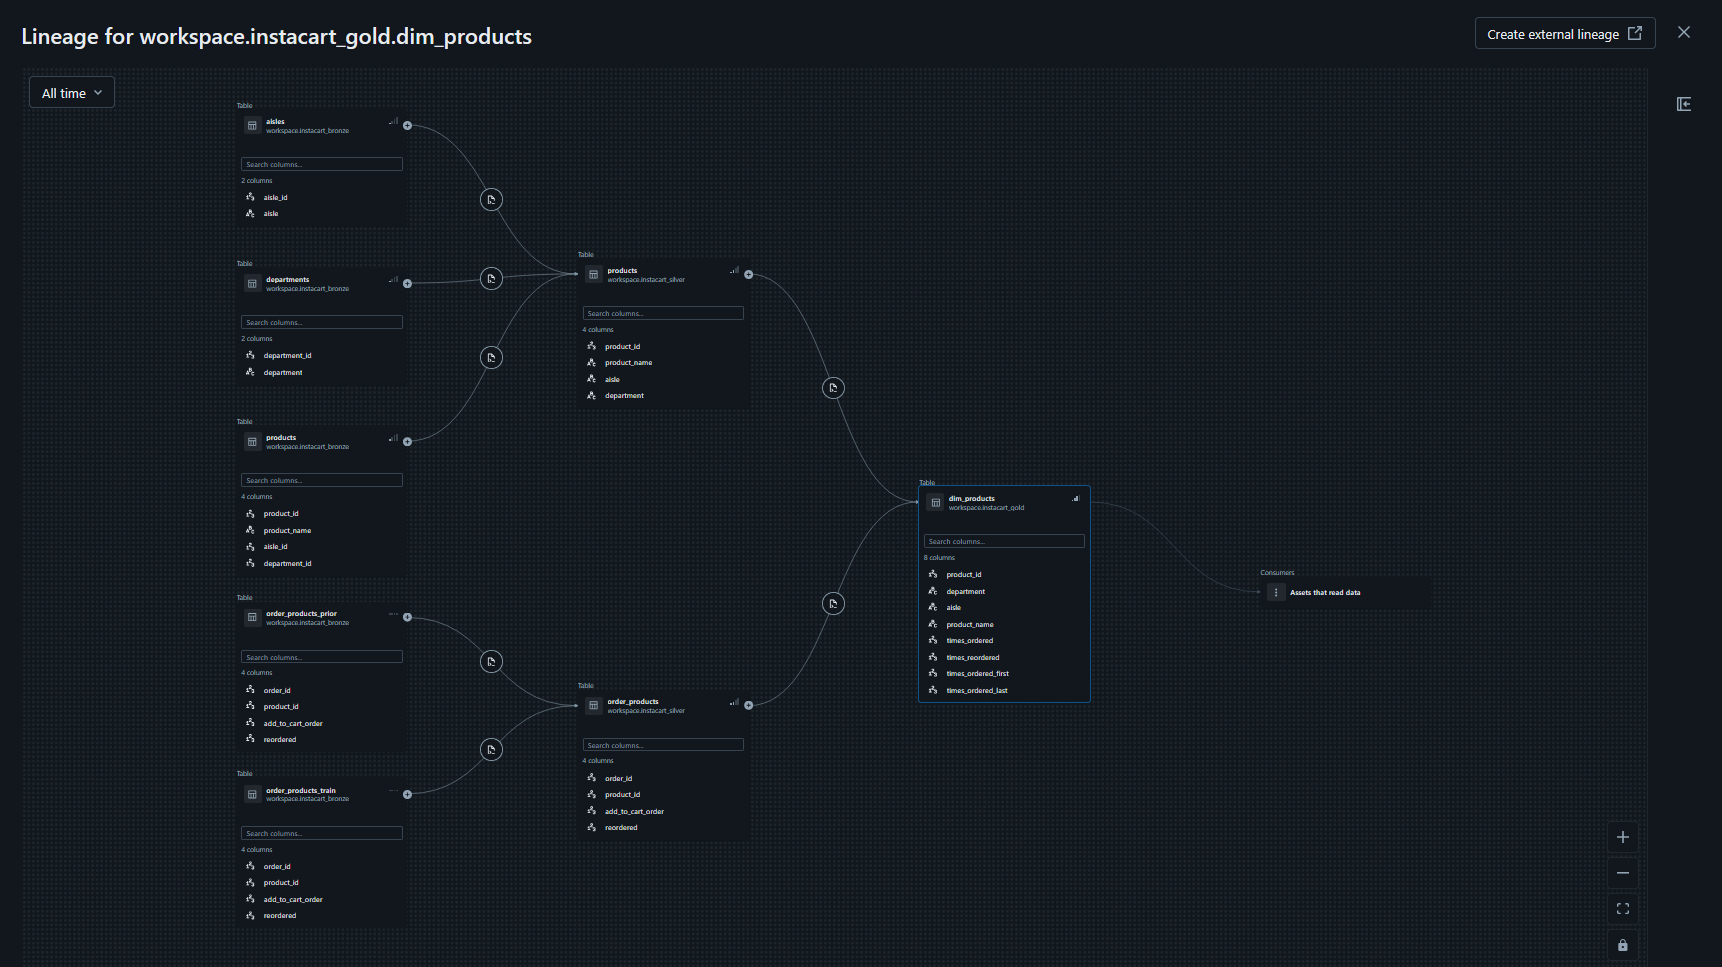 Lineage for workspace.instacart_gold.dim_products
Create external lineage
All time
Table
aisles
workspace.instacart_bronze
Search columns...
2 columns
aisle_id
aisle
Table
departments
workspace.instacart_bronze
Search columns...
2 columns
department_id
department
Table
products
workspace.instacart_bronze
Search columns...
4 columns
product_id
product_name
aisle_id
department_id
Table
order_products_prior
workspace.instacart_bronze
Search columns...
4 columns
order_id
product_id
add_to_cart_order
reordered
Table
order_products_train
workspace.instacart_bronze
Search columns...
4 columns
order_id
product_id
add_to_cart_order
reordered
Table
products
workspace.instacart_silver
Search columns...
4 columns
product_id
product_name
aisle
department
Table
order_products
workspace.instacart_silver
Search columns...
4 columns
order_id
product_id
add_to_cart_order
reordered
Table
dim_products
workspace.instacart_gold
Search columns...
8 columns
product_id
department
aisle
product_name
times_ordered
times_reordered
times_ordered_first
times_ordered_last
Consumers
Assets that read data